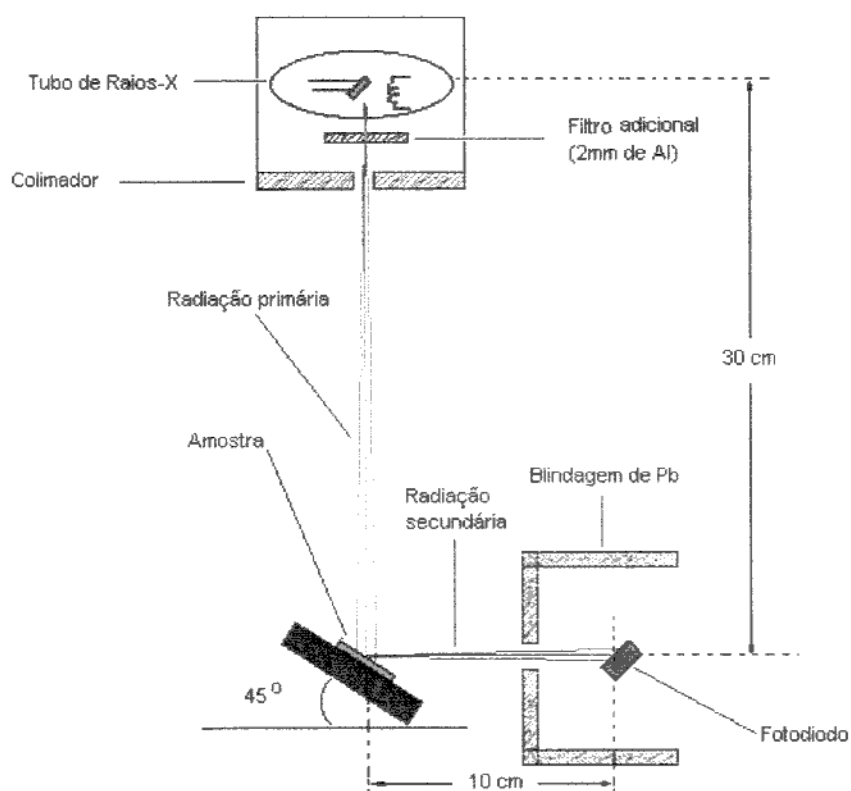 Tubo de Raios-X
Filtro adicional
(2mm de Al)
Colimador
Radiação primária
30 cm
Amostra
Radiação
secundária
Blindagem de Pb
45º
Fotodiodo
10 cm